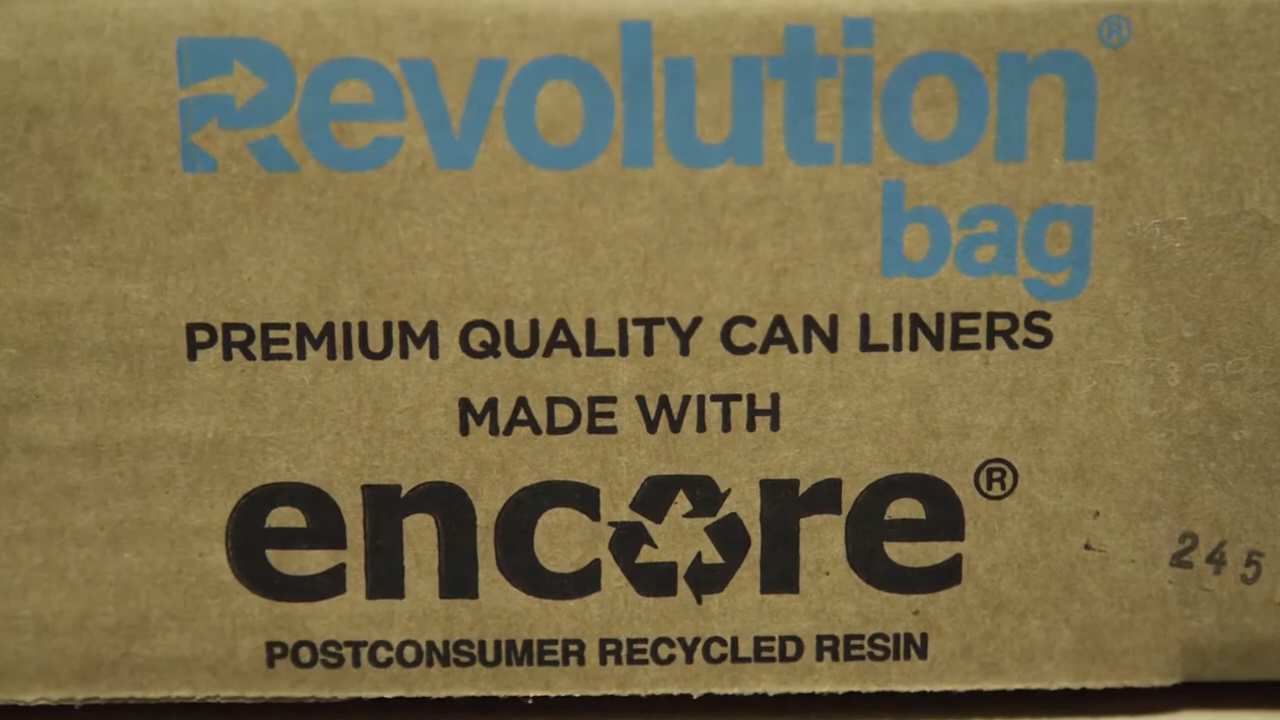 Revolution®
bag
PREMIUM QUALITY CAN LINERS
MADE WITH
encore®
POSTCONSUMER RECYCLED RESIN
245